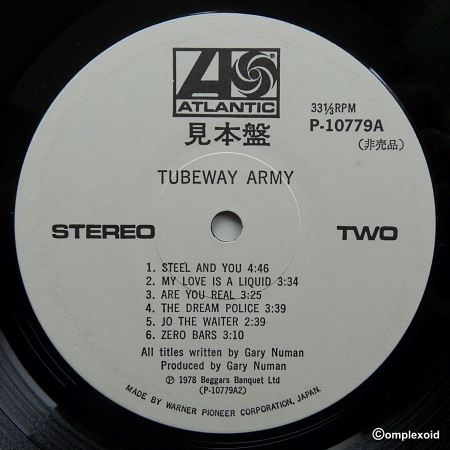 ATLANTIC
見本盤
33⅓RPM
P-10779A
(非売品)
TUBEWAY ARMY
STEREO
TWO
1. STEEL AND YOU 4:46
2. MY LOVE IS A LIQUID 3:34
3. ARE YOU REAL 3:25
4. THE DREAM POLICE 3:39
5. JO THE WAITER 2:39
6. ZERO BARS 3:10
All titles written by Gary Numan
Produced by Gary Numan
℗ 1978 Beggars Banquet Ltd
(P-10779A2)
MADE BY WARNER PIONEER CORPORATION, JAPAN.
©omplexoid